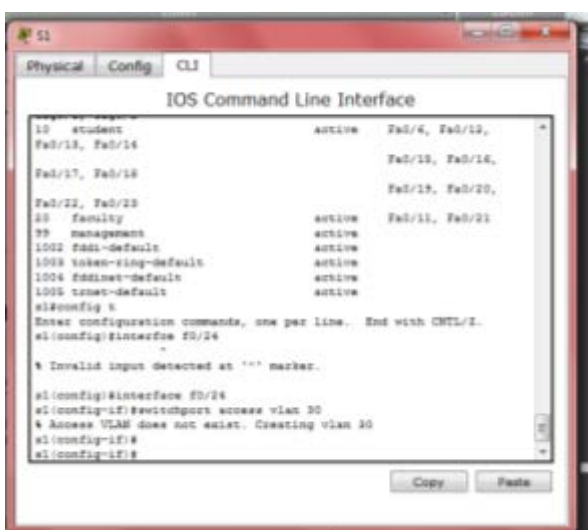 S1
Physical Config CLI
IOS Command Line Interface
10 student active Fa0/6, Fa0/12,
Fa0/13, Fa0/14
Fa0/15, Fa0/16,
Fa0/17, Fa0/18
Fa0/19, Fa0/20,
Fa0/22, Fa0/23
20 faculty active Fa0/11, Fa0/21
99 management active
1002 fddi-default active
1003 token-ring-default active
1004 fddinet-default active
1005 trnet-default active
s1#config t
Enter configuration commands, one per line. End with CNTL/Z.
s1(config)#interfce f0/24
^
% Invalid input detected at '^' marker.
s1(config)#interface f0/24
s1(config-if)#switchport access vlan 30
% Access VLAN does not exist. Creating vlan 30
s1(config-if)#
s1(config-if)#
Copy Paste